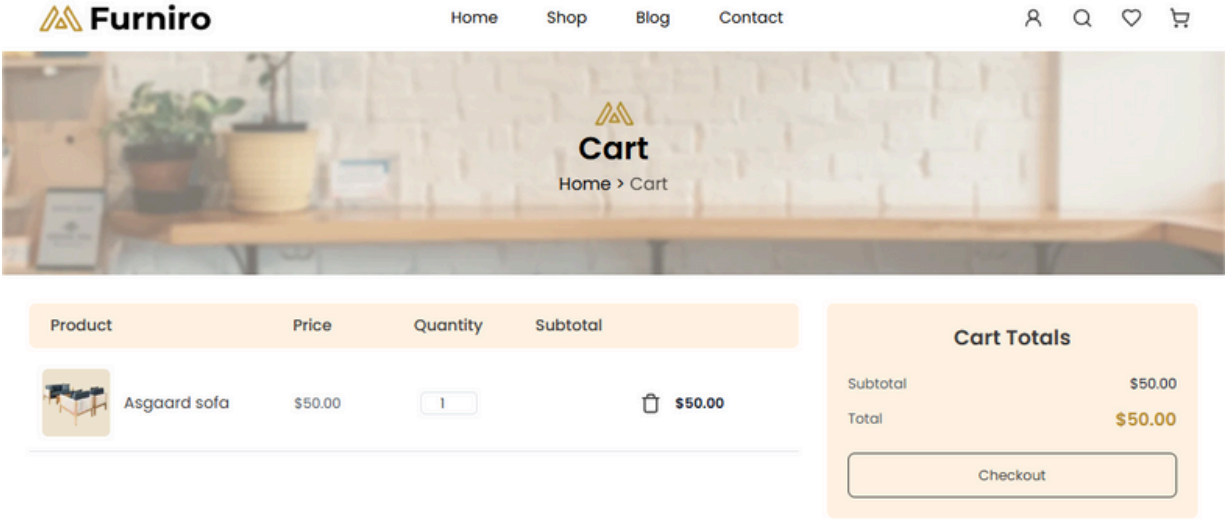 Furniro Home Shop Blog Contact
Cart
Home > Cart
Product Price Quantity Subtotal
Asgaard sofa $50.00 1 $50.00
Cart Totals
Subtotal $50.00
Total $50.00
Checkout